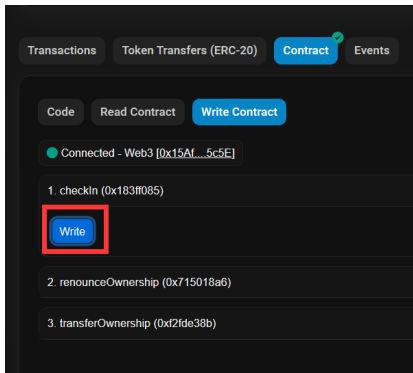 Transactions Token Transfers (ERC-20) Contract Events
Code Read Contract Write Contract
Connected - Web3 [0x15Af....5c5E]
1. checkIn (0x183ff085)
Write
2. renounceOwnership (0x715018a6)
3. transferOwnership (0xf2fde38b)